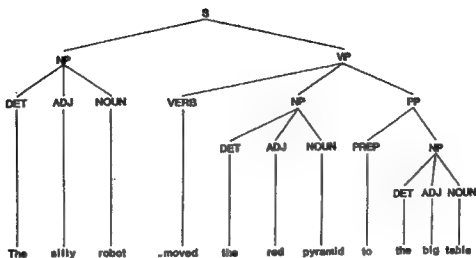 S
NP VP
DET ADJ NOUN VERB NP PP
DET ADJ NOUN PREP NP
DET ADJ NOUN
The silly robot moved the red pyramid to the big table